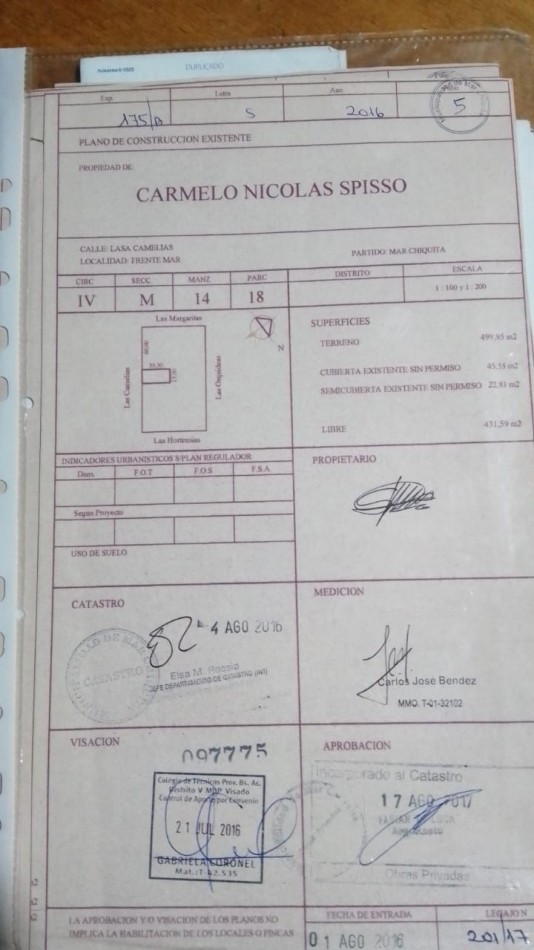 DUPLICADO
Exp. Letra Ano
175/B S 2016
5
PLANO DE CONSTRUCCION EXISTENTE
PROPIEDAD DE:
CARMELO NICOLAS SPISSO
CALLE: LASA CAMELIAS
LOCALIDAD: FRENTE MAR
PARTIDO: MAR CHIQUITA
CIRC SECC MANZ PARC DISTRITO ESCALA
IV M 14 18 1 : 100 y 1 : 200
Las Margaritas
Las Camelias
Las Orquideas
Las Hortensias
N
SUPERFICIES
TERRENO 499,95 m2
CUBIERTA EXISTENTE SIN PERMISO 45,55 m2
SEMICUBIERTA EXISTENTE SIN PERMISO 22,81 m2
LIBRE 431,59 m2
INDICADORES URBANISTICOS S/PLAN REGULADOR
Dens. F.O.T F.O.S F.S.A
Segun Proyecto
USO DE SUELO
PROPIETARIO
CATASTRO
4 AGO 2016
CATASTRO
JEFE DEPARTAMENTO DE CATASTRO (INT)
MEDICION
Carlos Jose Bendez
MMO. T-01-32102
VISACION
097775
Colegio de Técnicos Prov. Bs. As.
Distrito V MDP Visado
Control de Aportes por Convenio
21 JUL 2016
GABRIELA CORONEL
Mat.: T-42.535
APROBACION
Incorporado al Catastro
17 AGO 2017
Obras Privadas
LA APROBACION Y/O VISACION DE LOS PLANOS NO
IMPLICA LA HABILITACION DE LOS LOCALES O FINCAS
FECHA DE ENTRADA
01 AGO 2016
LEGAJO N
201/17